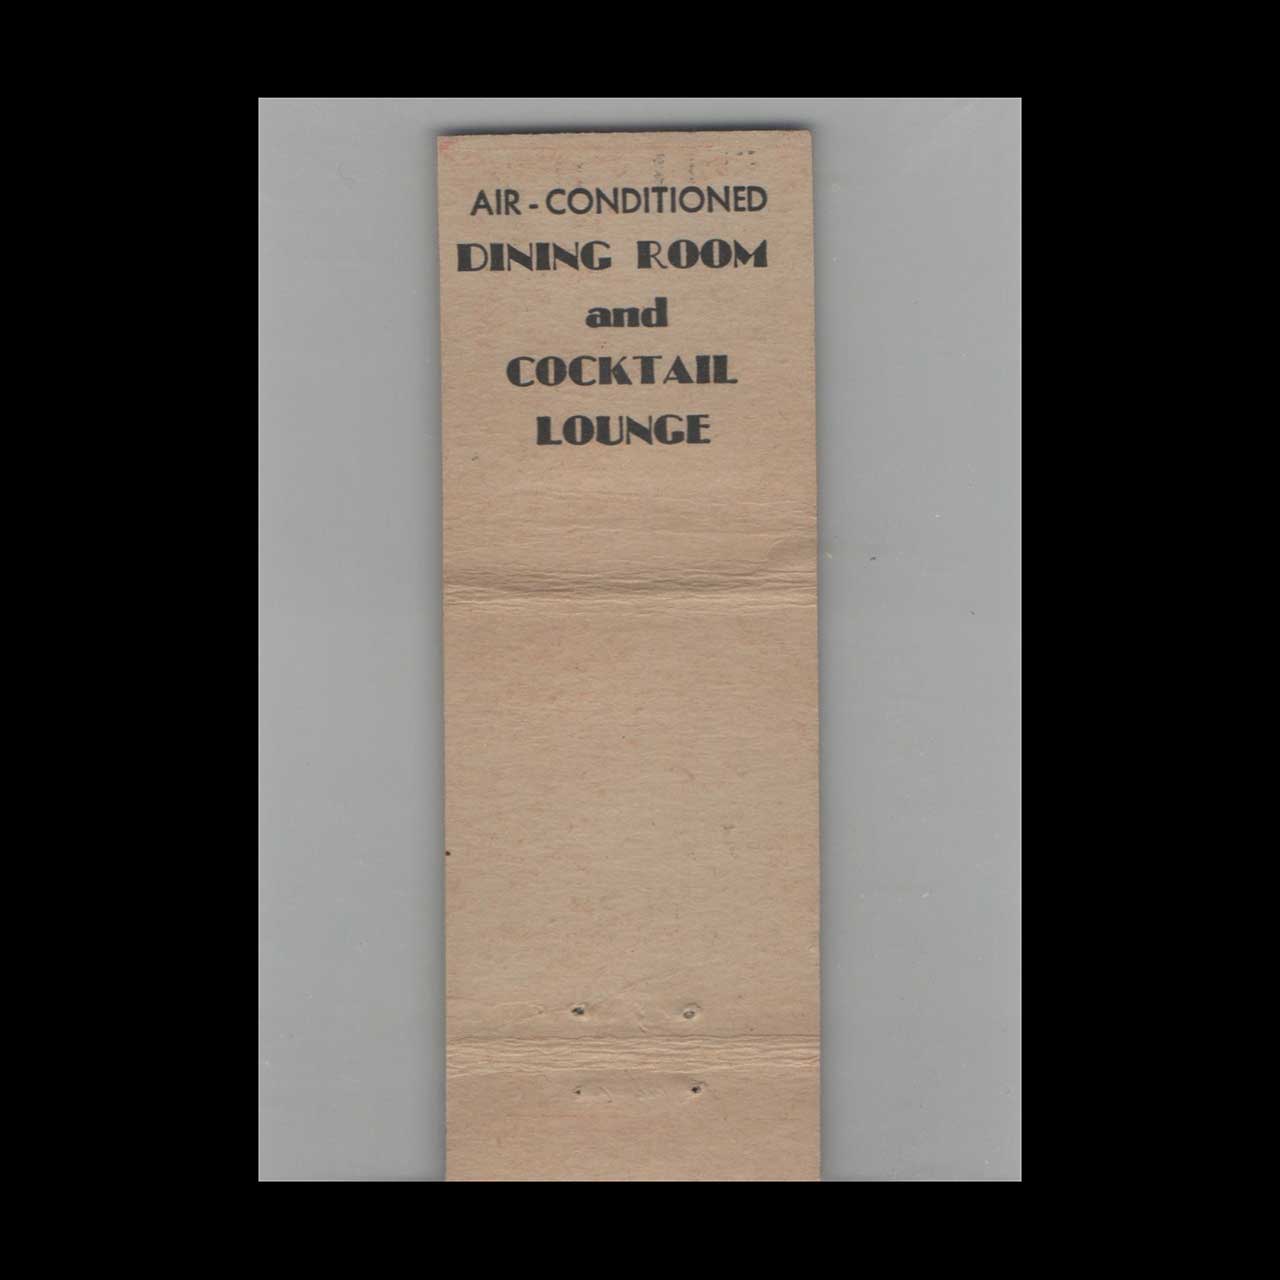 AIR - CONDITIONED
DINING ROOM
and
COCKTAIL
LOUNGE